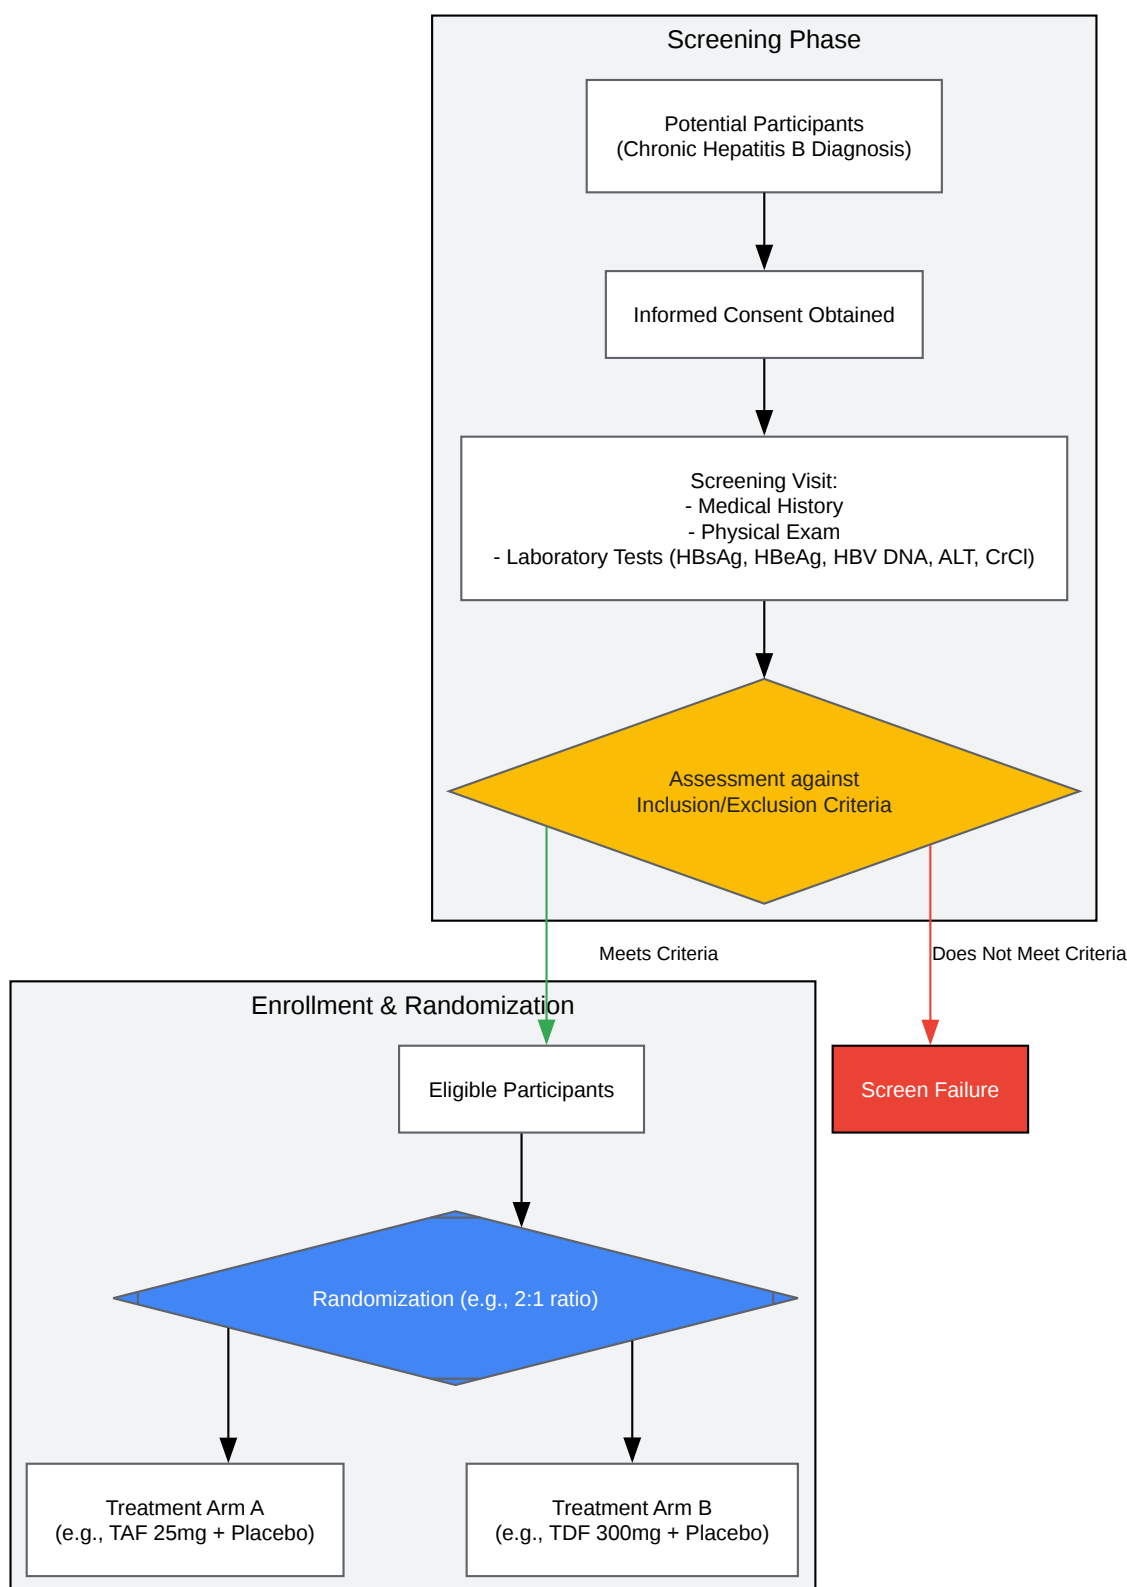 Screening Phase
Potential Participants
(Chronic Hepatitis B Diagnosis)
Informed Consent Obtained
Screening Visit:
- Medical History
- Physical Exam
- Laboratory Tests (HBsAg, HBeAg, HBV DNA, ALT, CrCl)
Assessment against
Inclusion/Exclusion Criteria
Meets Criteria
Does Not Meet Criteria
Enrollment & Randomization
Eligible Participants
Screen Failure
Randomization (e.g., 2:1 ratio)
Treatment Arm A
(e.g., TAF 25mg + Placebo)
Treatment Arm B
(e.g., TDF 300mg + Placebo)